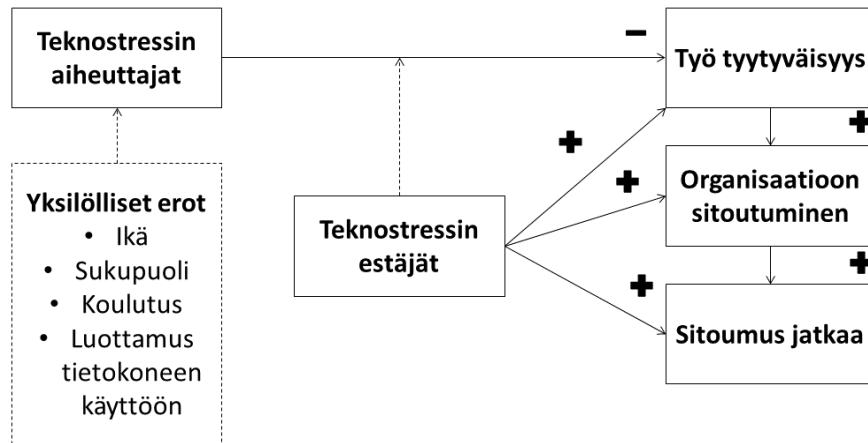 Teknostressin
aiheuttajat
−
Työ tyytyväisyys
+
+
Yksilölliset erot
• Ikä
• Sukupuoli
• Koulutus
• Luottamus
tietokoneen
käyttöön
Teknostressin
estäjät
+
Organisaatioon
sitoutuminen
+
+
Sitoumus jatkaa